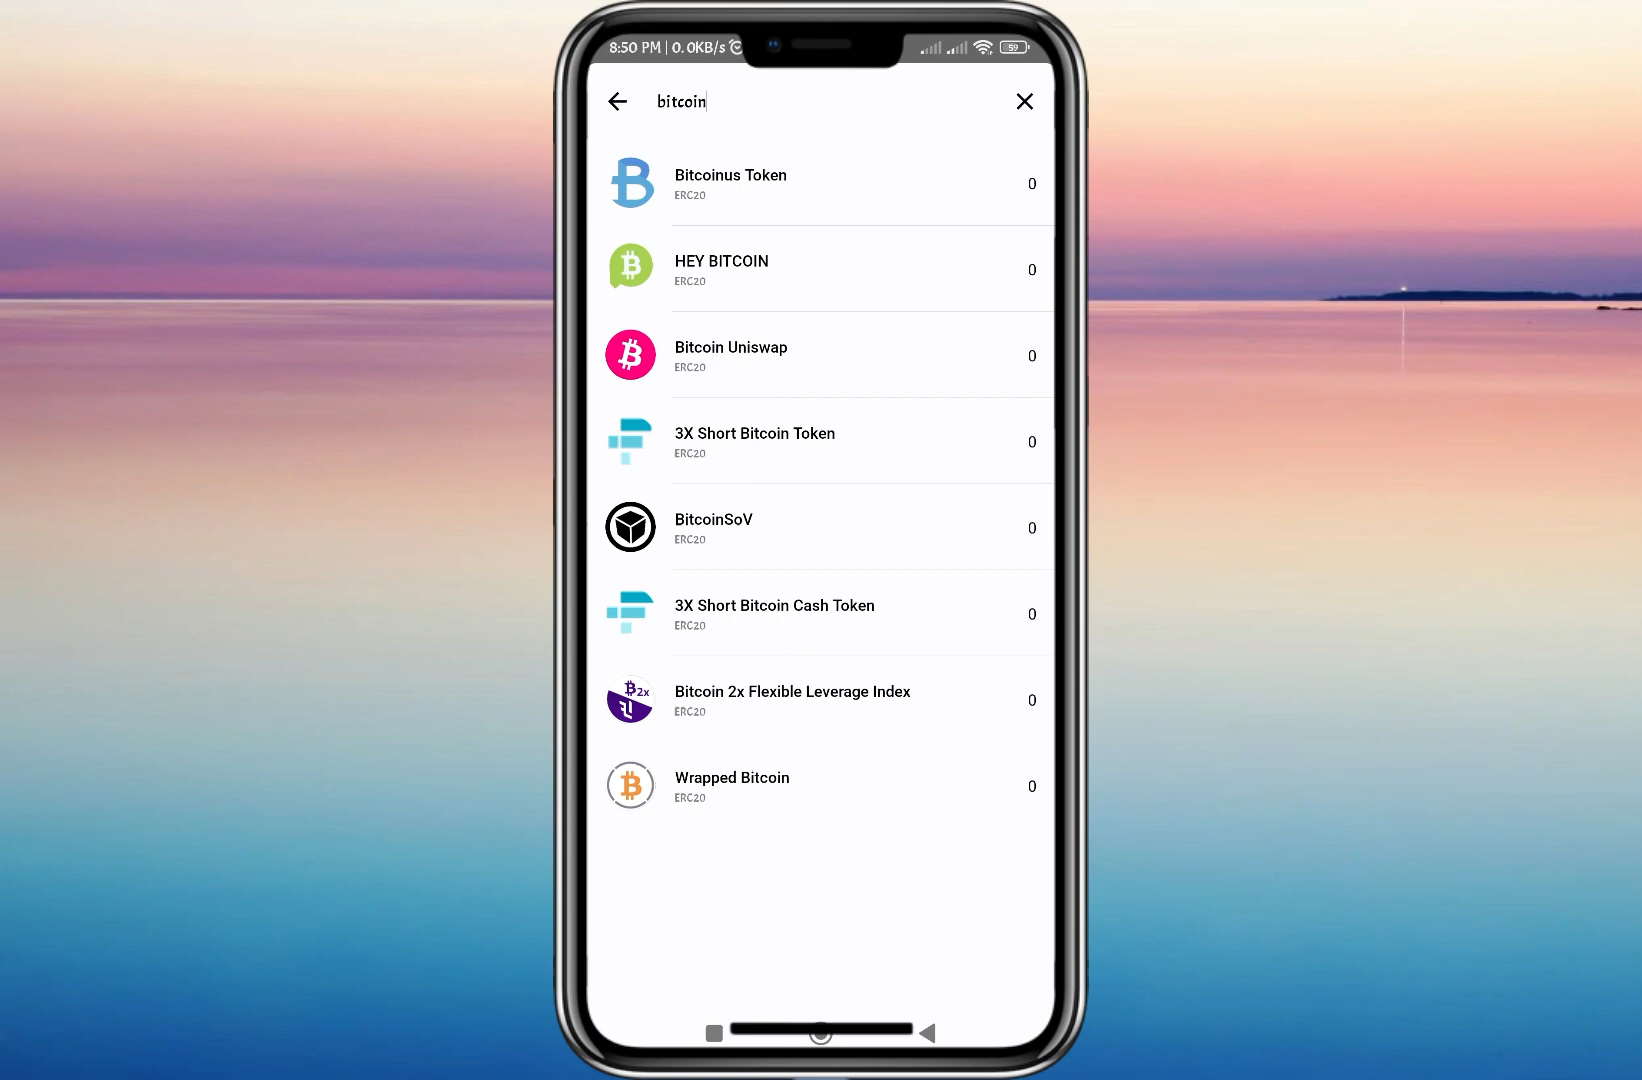 8:50 PM | 0.0KB/s
59
bitcoin
Bitcoinus Token
ERC20
0
HEY BITCOIN
ERC20
0
Bitcoin Uniswap
ERC20
0
3X Short Bitcoin Token
ERC20
0
BitcoinSoV
ERC20
0
3X Short Bitcoin Cash Token
ERC20
0
2x
Bitcoin 2x Flexible Leverage Index
ERC20
0
Wrapped Bitcoin
ERC20
0